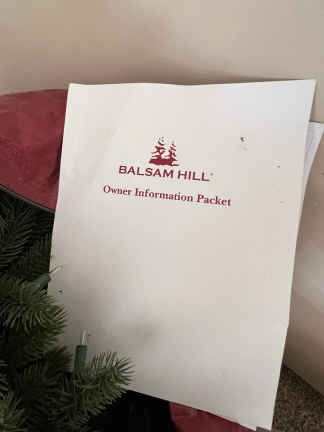 BALSAM HILL®
Owner Information Packet